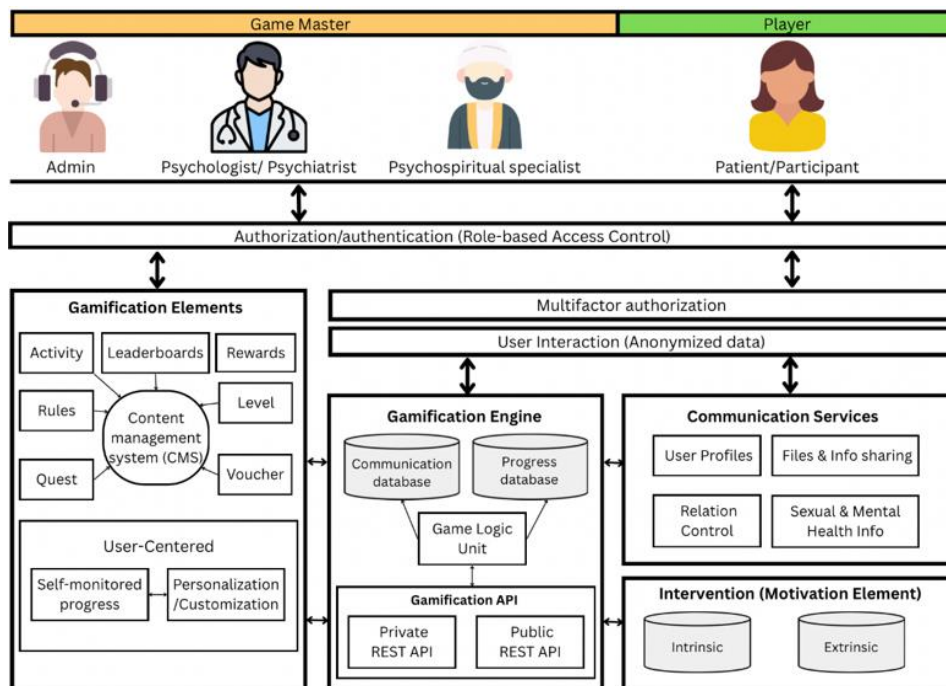 Game Master
Player
Admin
Psychologist/ Psychiatrist
Psychospiritual specialist
Patient/Participant
Authorization/authentication (Role-based Access Control)
Gamification Elements
Activity
Leaderboards
Rewards
Rules
Level
Content
management
system (CMS)
Quest
Voucher
User-Centered
Self-monitored
progress
Personalization
/Customization
Multifactor authorization
User Interaction (Anonymized data)
Gamification Engine
Communication
database
Progress
database
Game Logic
Unit
Gamification API
Private
REST API
Public
REST API
Communication Services
User Profiles
Files & Info sharing
Relation
Control
Sexual & Mental
Health Info
Intervention (Motivation Element)
Intrinsic
Extrinsic